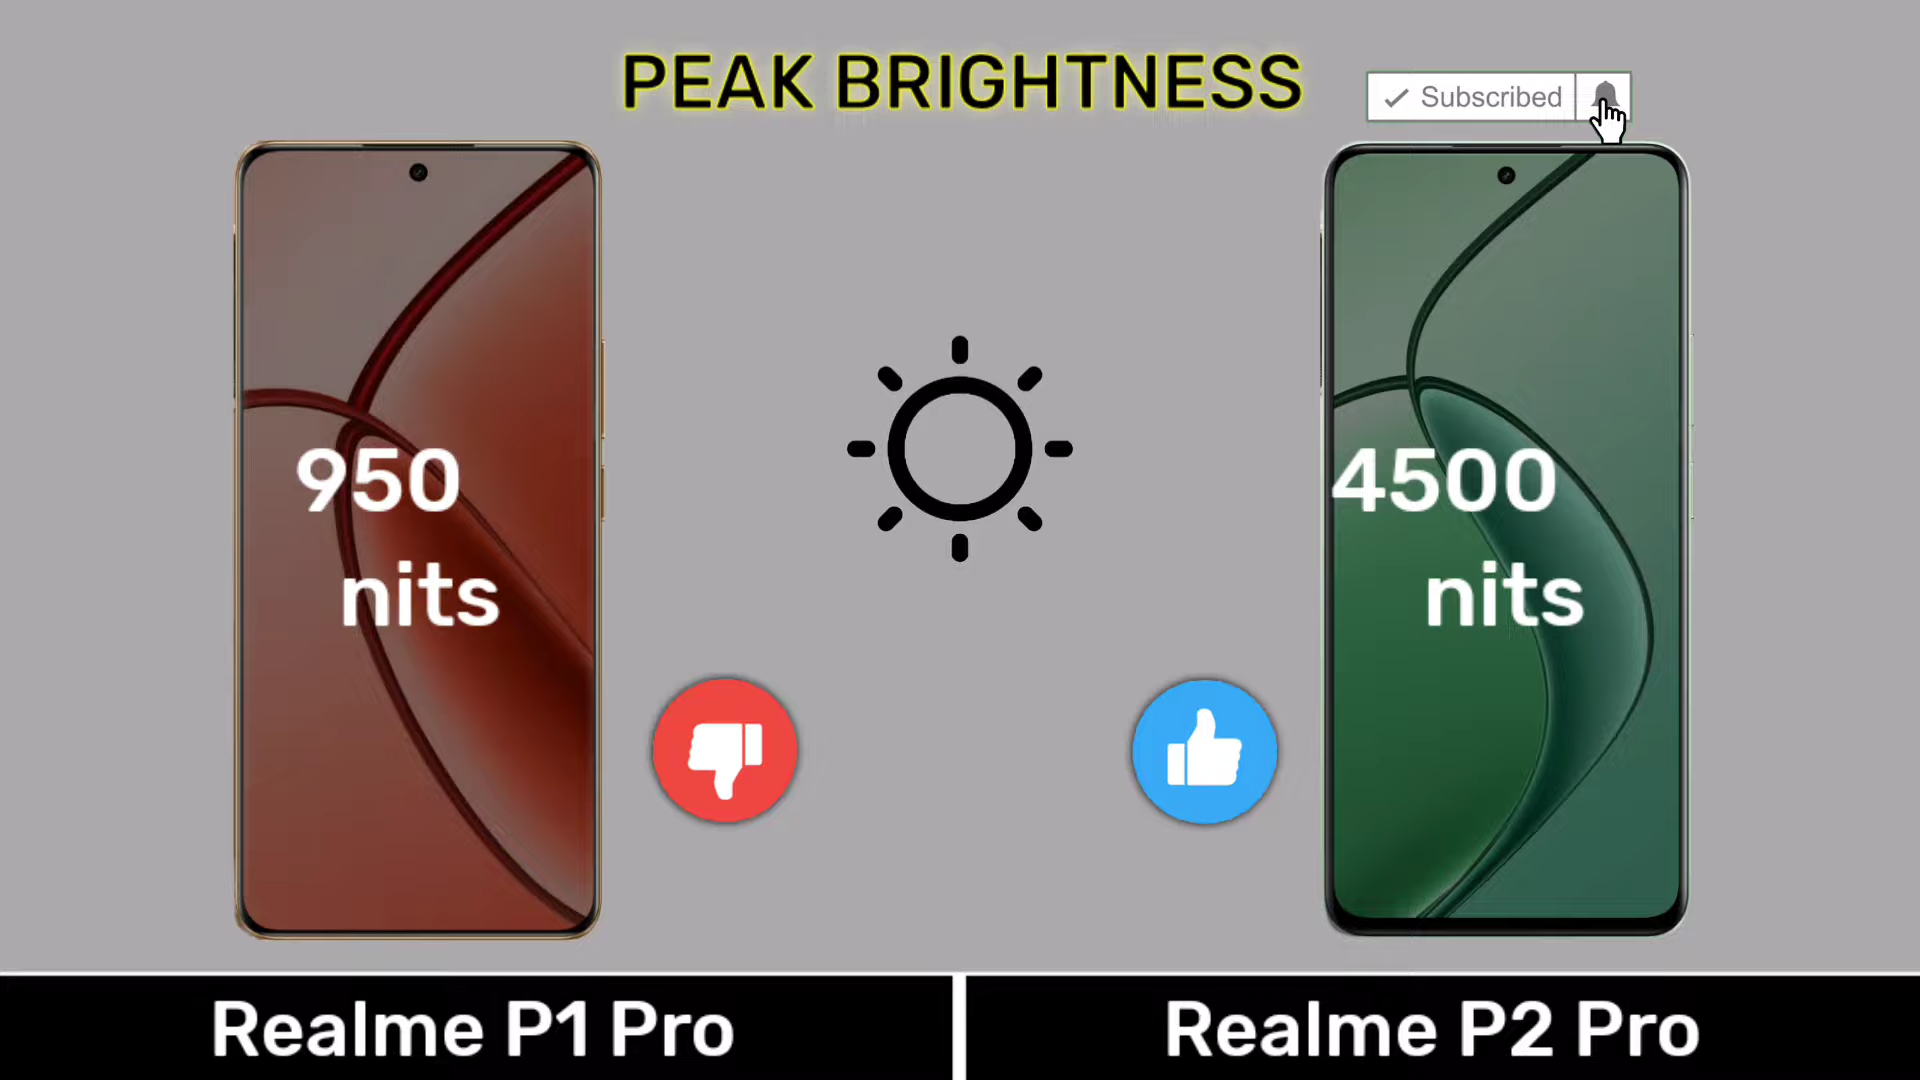 PEAK BRIGHTNESS
Subscribed
950
nits
4500
nits
Realme P1 Pro
Realme P2 Pro